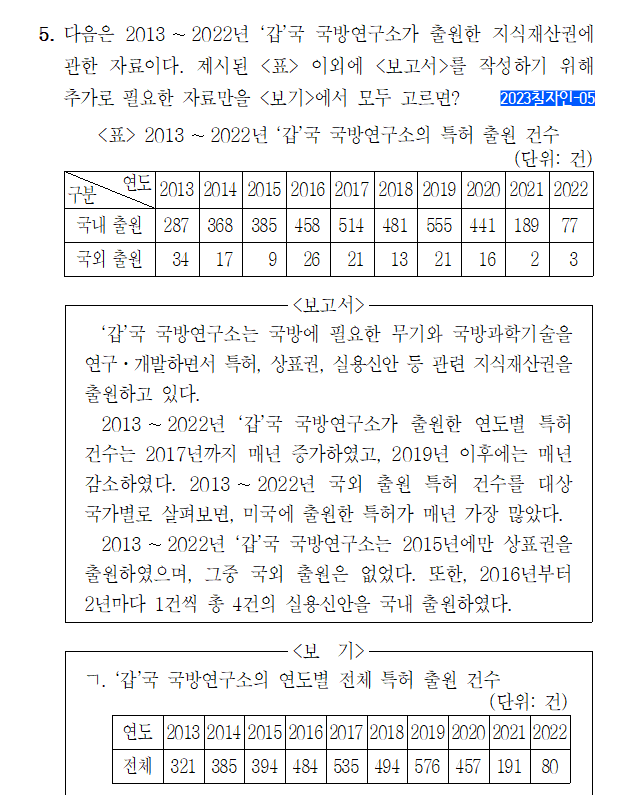 5. 다음은 2013 ~ 2022년 ‘갑’국 국방연구소가 출원한 지식재산권에
관한 자료이다. 제시된 <표> 이외에 <보고서>를 작성하기 위해
추가로 필요한 자료만을 <보기>에서 모두 고르면? 2023칠자인-05
<표> 2013 ~ 2022년 ‘갑’국 국방연구소의 특허 출원 건수
(단위: 건)
구분 연도 2013 2014 2015 2016 2017 2018 2019 2020 2021 2022
국내 출원 287 368 385 458 514 481 555 441 189 77
국외 출원 34 17 9 26 21 13 21 16 2 3
<보고서>
‘갑’국 국방연구소는 국방에 필요한 무기와 국방과학기술을
연구·개발하면서 특허, 상표권, 실용신안 등 관련 지식재산권을
출원하고 있다.
2013 ~ 2022년 ‘갑’국 국방연구소가 출원한 연도별 특허
건수는 2017년까지 매년 증가하였고, 2019년 이후에는 매년
감소하였다. 2013 ~ 2022년 국외 출원 특허 건수를 대상
국가별로 살펴보면, 미국에 출원한 특허가 매년 가장 많았다.
2013 ~ 2022년 ‘갑’국 국방연구소는 2015년에만 상표권을
출원하였으며, 그중 국외 출원은 없었다. 또한, 2016년부터
2년마다 1건씩 총 4건의 실용신안을 국내 출원하였다.
<보 기>
ㄱ. ‘갑’국 국방연구소의 연도별 전체 특허 출원 건수
(단위: 건)
연도 2013 2014 2015 2016 2017 2018 2019 2020 2021 2022
전체 321 385 394 484 535 494 576 457 191 80